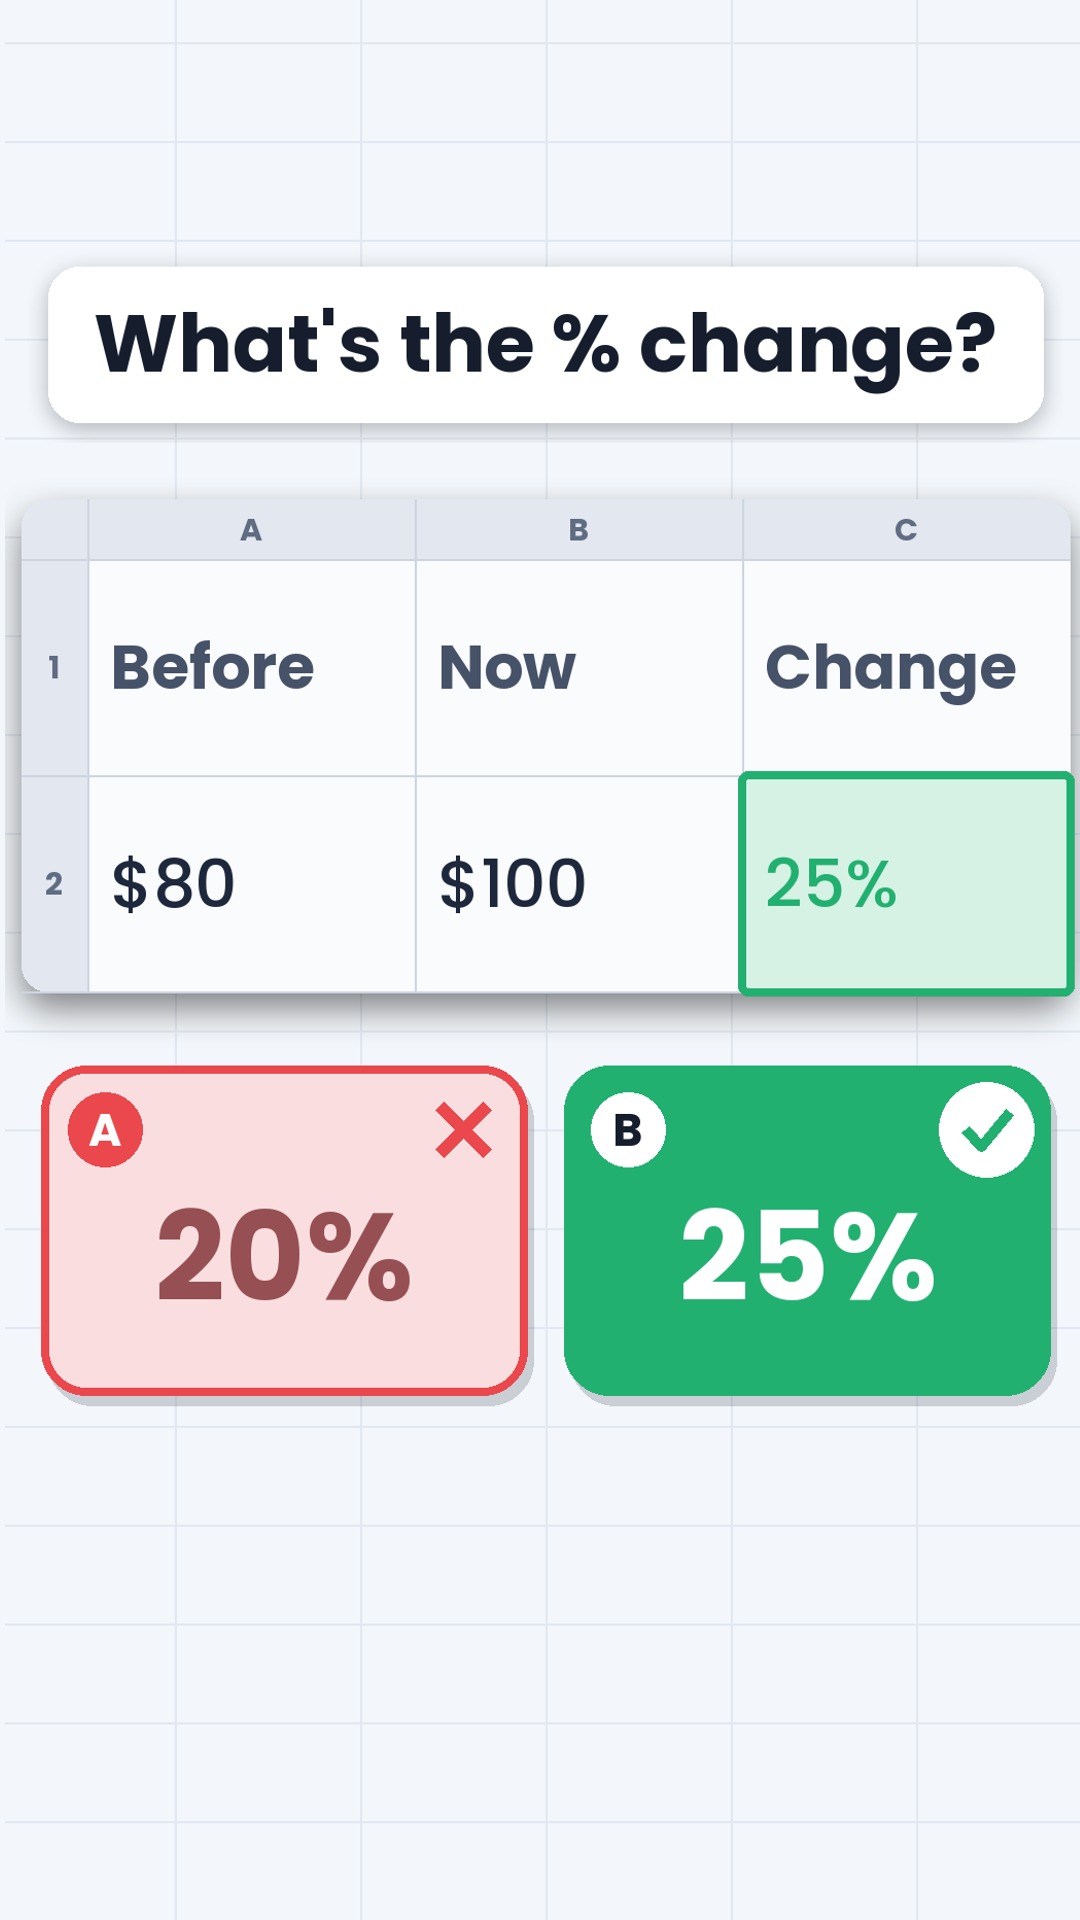 What's the % change?
A B C
1 Before Now Change
2 $80 $100 25%
A B
20% 25%